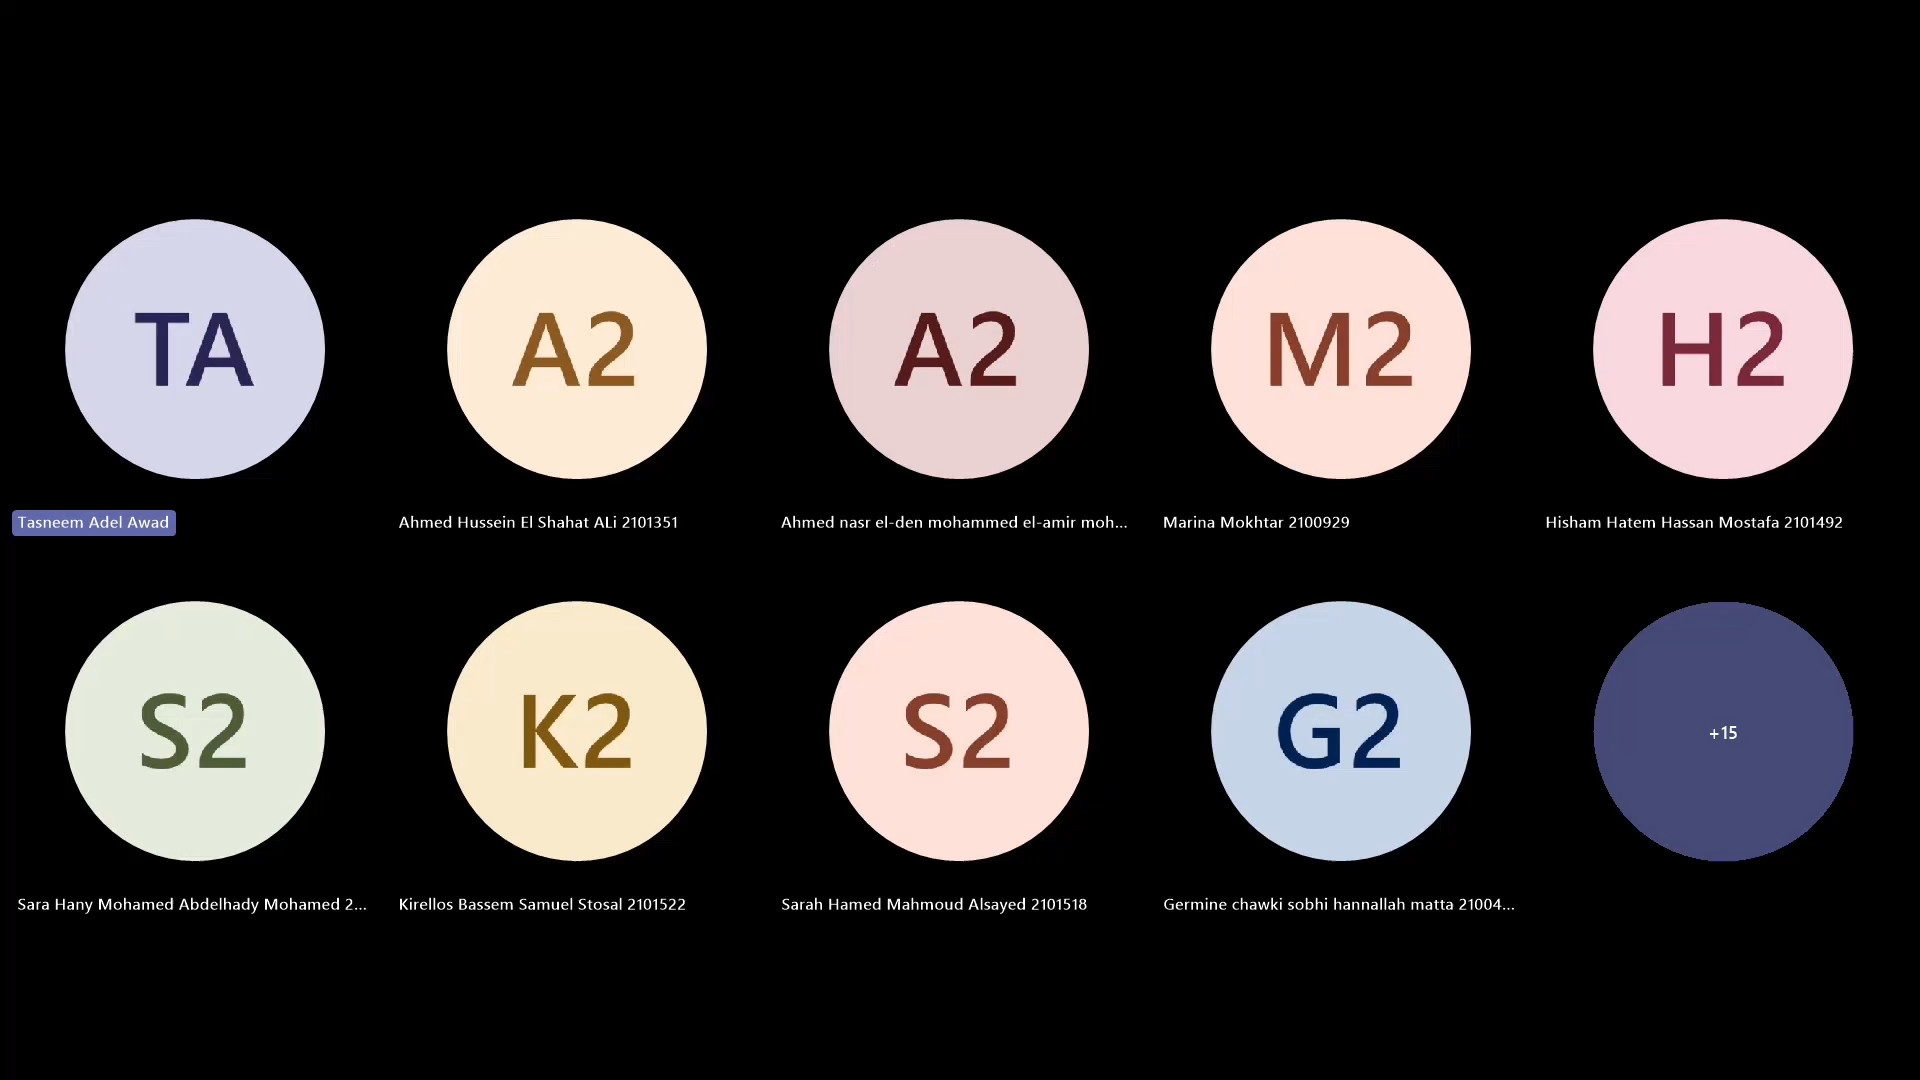 TA
A2
A2
M2
H2
Tasneem Adel Awad
Ahmed Hussein El Shahat ALi 2101351
Ahmed nasr el-den mohammed el-amir moh...
Marina Mokhtar 2100929
Hisham Hatem Hassan Mostafa 2101492
S2
K2
S2
G2
+15
Sara Hany Mohamed Abdelhady Mohamed 2...
Kirellos Bassem Samuel Stosal 2101522
Sarah Hamed Mahmoud Alsayed 2101518
Germine chawki sobhi hannallah matta 21004...